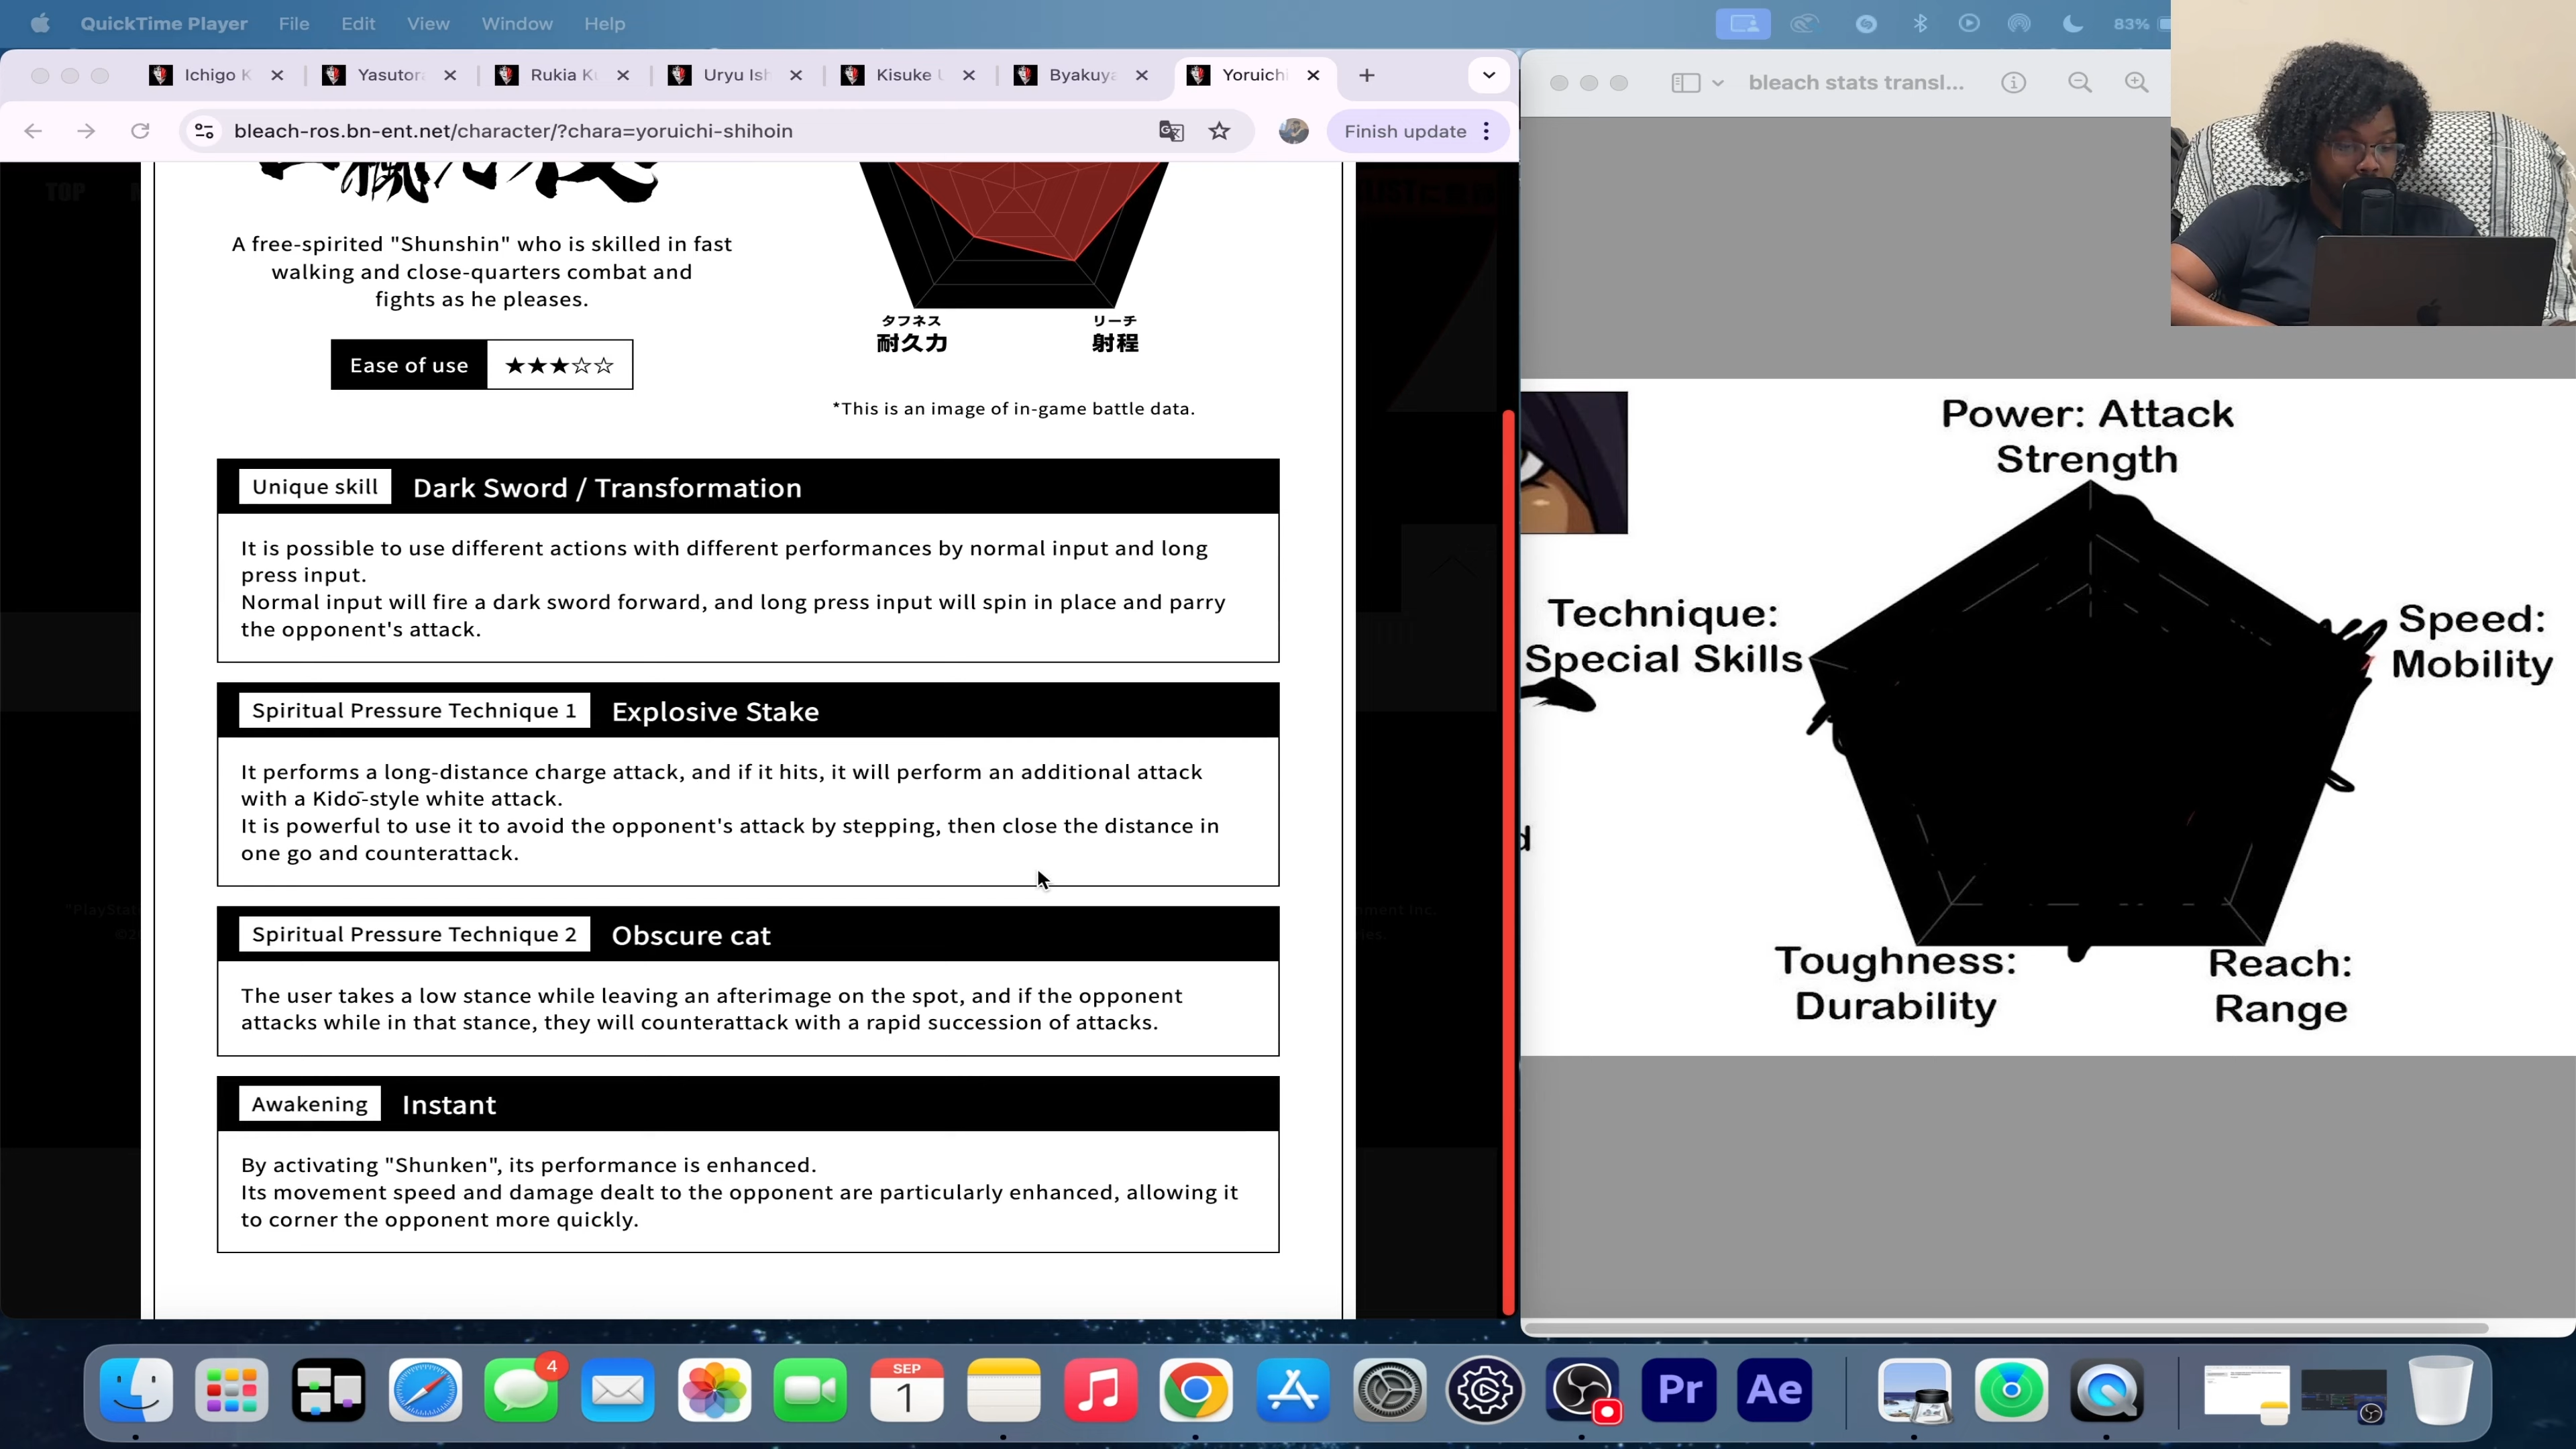 QuickTime Player File Edit View Window Help 83%
Ichigo K Yasutor Rukia Ku Uryu Ish Kisuke U Byakuya Yoruichi
bleach-ros.bn-ent.net/character/?chara=yoruichi-shihoin
Finish update
bleach stats transl...
TOP
A free-spirited "Shunshin" who is skilled in fast
walking and close-quarters combat and
fights as he pleases.
Ease of use ★★★☆☆
タフネス
耐久力
リーチ
射程
*This is an image of in-game battle data.
Unique skill Dark Sword / Transformation
It is possible to use different actions with different performances by normal input and long
press input.
Normal input will fire a dark sword forward, and long press input will spin in place and parry
the opponent's attack.
Spiritual Pressure Technique 1 Explosive Stake
It performs a long-distance charge attack, and if it hits, it will perform an additional attack
with a Kidō-style white attack.
It is powerful to use it to avoid the opponent's attack by stepping, then close the distance in
one go and counterattack.
Spiritual Pressure Technique 2 Obscure cat
The user takes a low stance while leaving an afterimage on the spot, and if the opponent
attacks while in that stance, they will counterattack with a rapid succession of attacks.
Awakening Instant
By activating "Shunken", its performance is enhanced.
Its movement speed and damage dealt to the opponent are particularly enhanced, allowing it
to corner the opponent more quickly.
Power: Attack
Strength
Technique:
Special Skills
Speed:
Mobility
d
Toughness:
Durability
Reach:
Range
4
SEP
1
Pr
Ae